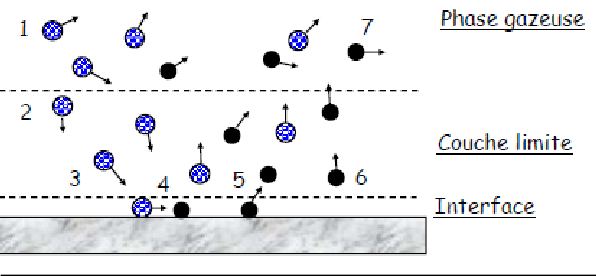 1 7 Phase gazeuse
2 Couche limite
3 4 5 6
Interface